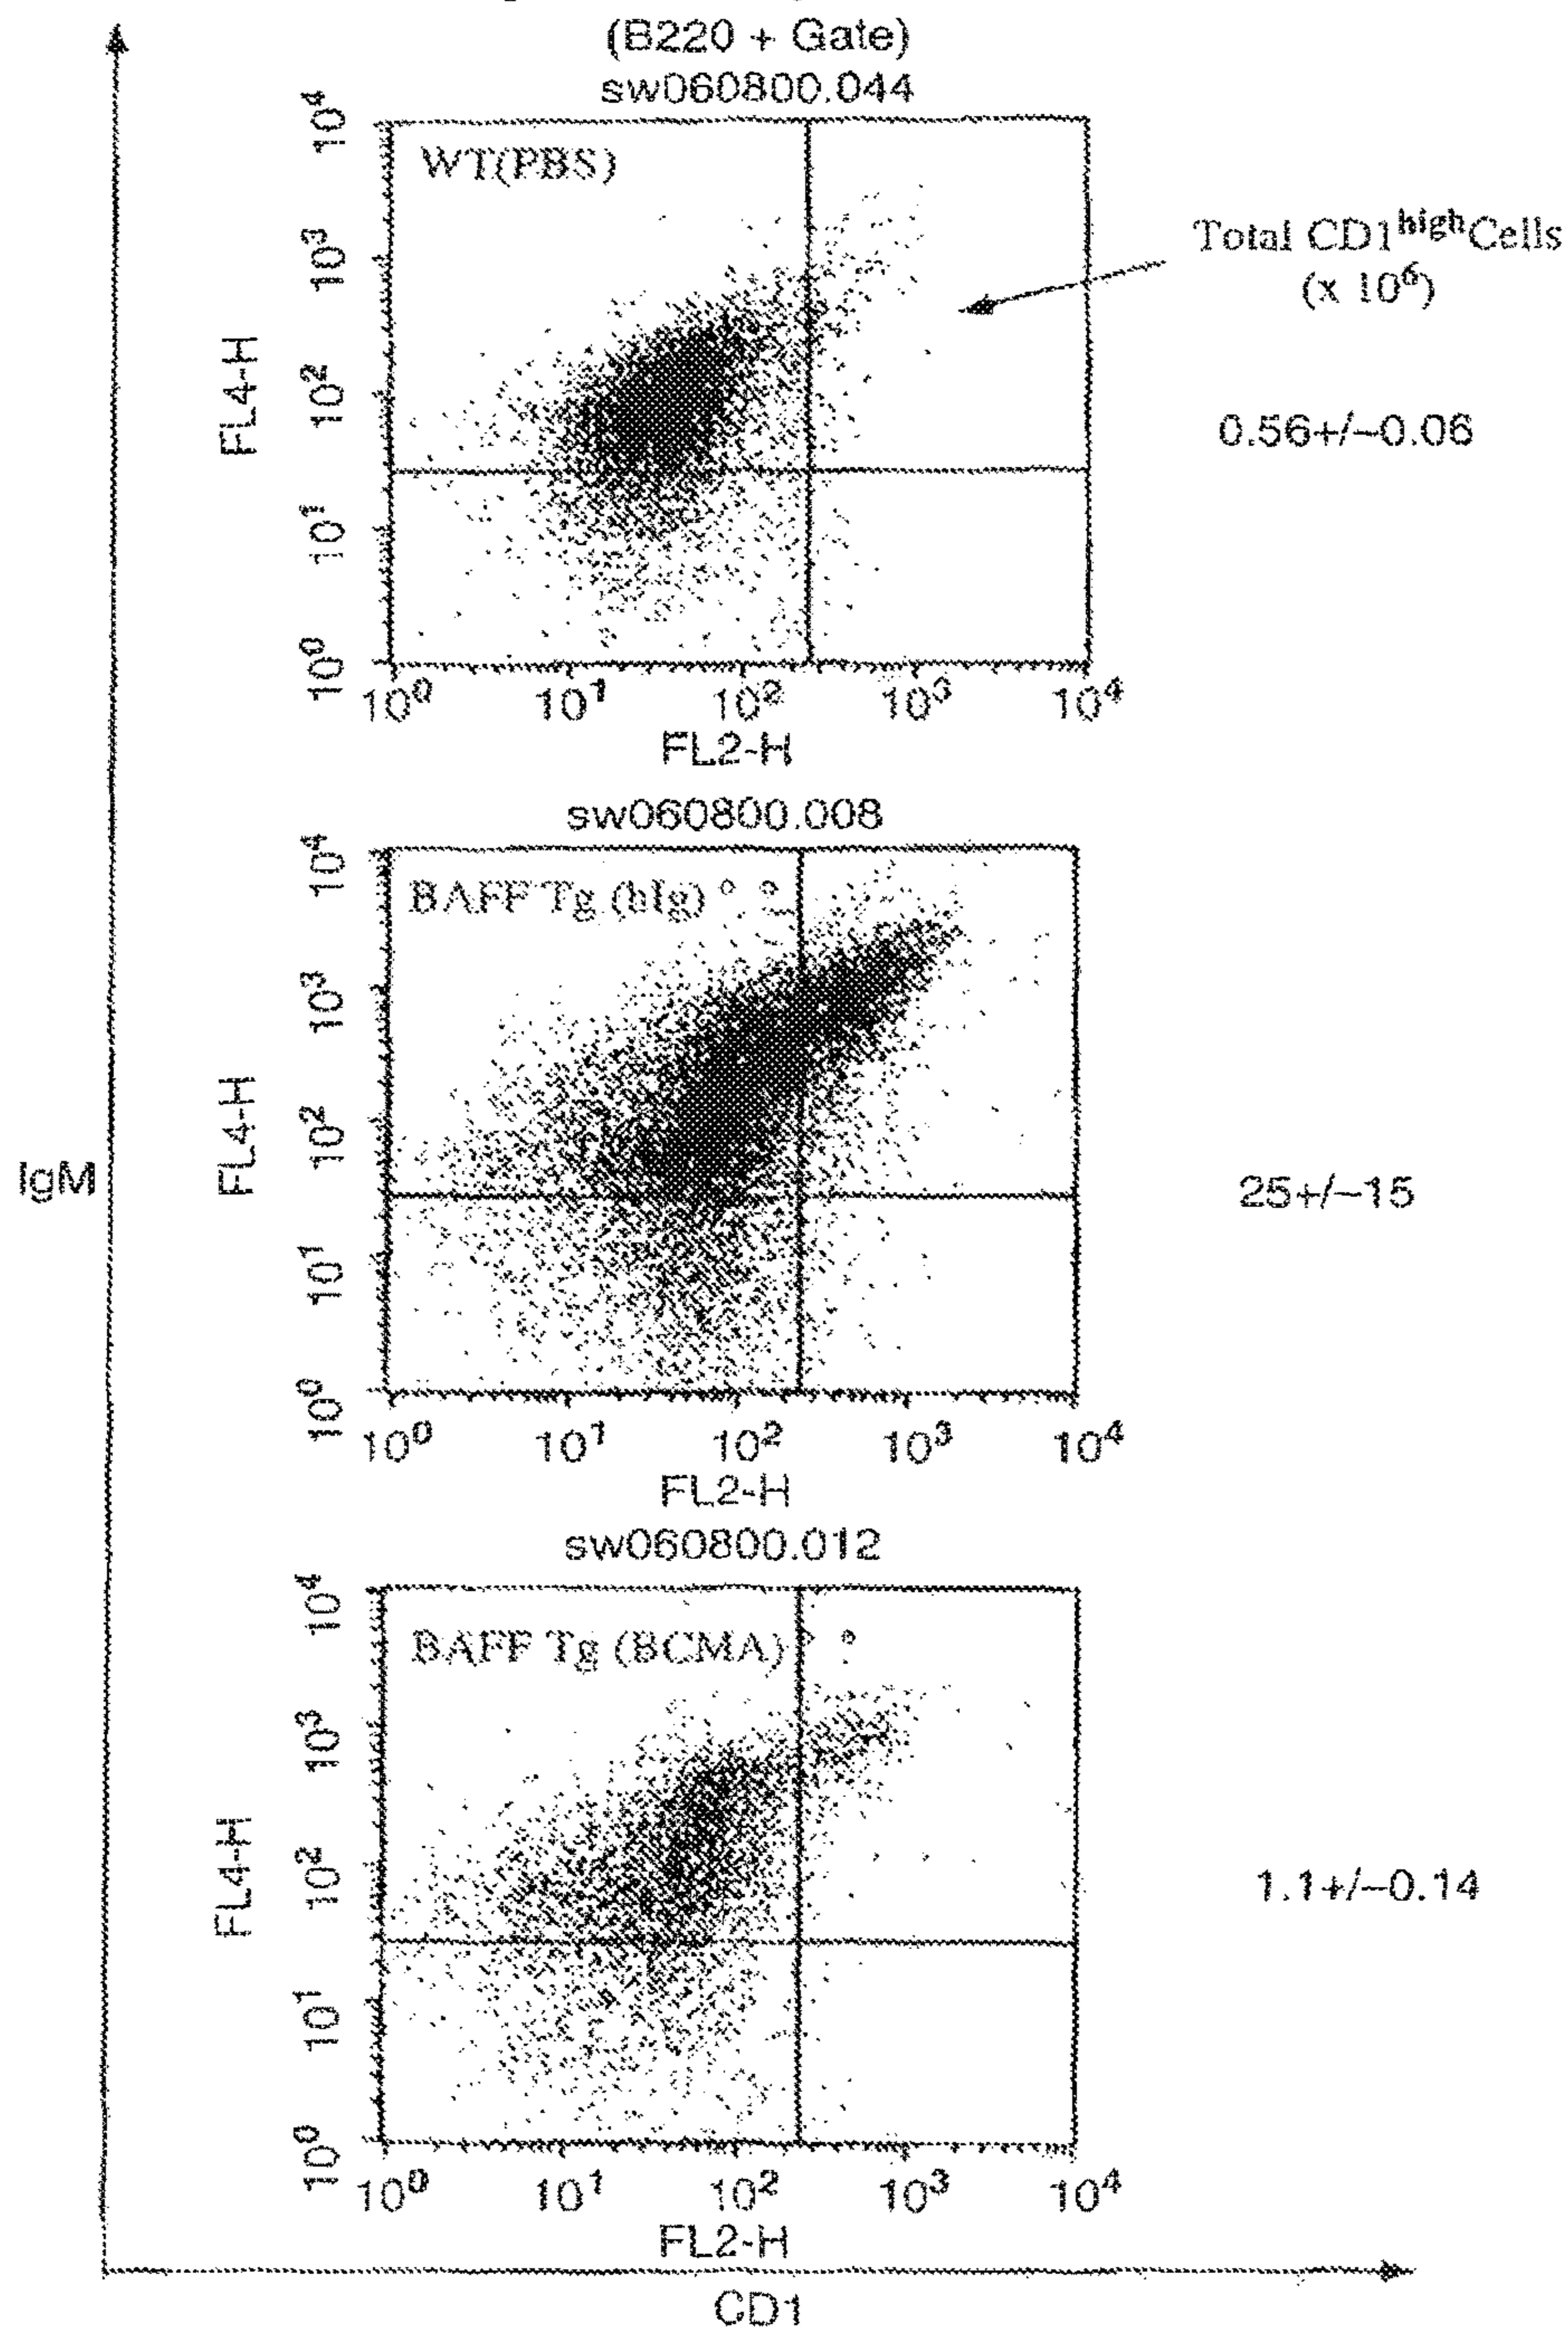 (B220 + Gate)
sw060800.044
WT(PBS)
10⁴
10³
10²
10¹
10⁰
FL4-H
10⁰ 10¹ 10² 10³ 10⁴
FL2-H
Total CD1ʰⁱᵍʰCells
(x 10⁶)
0.56+/–0.06
sw060800.008
BAFF Tg (hIg)
10⁴
10³
10²
10¹
10⁰
FL4-H
10⁰ 10¹ 10² 10³ 10⁴
FL2-H
25+/–15
IgM
sw060800.012
BAFF Tg (BCMA)
10⁴
10³
10²
10¹
10⁰
FL4-H
10⁰ 10¹ 10² 10³ 10⁴
FL2-H
1.1+/–0.14
CD1